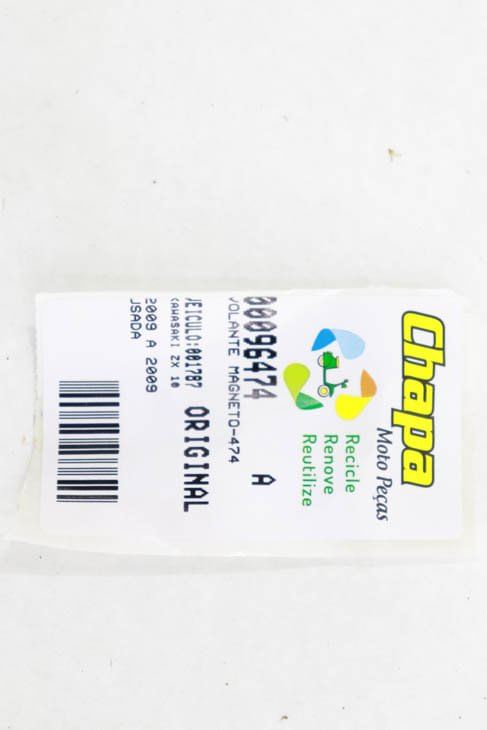 Chapa
Moto Peças
Recicle
Renove
Reutilize
00096474 A
VOLANTE MAGNETO-474
VEICULO:001787 ORIGINAL
KAWASAKI ZX 10
2009 A 2009
USADA